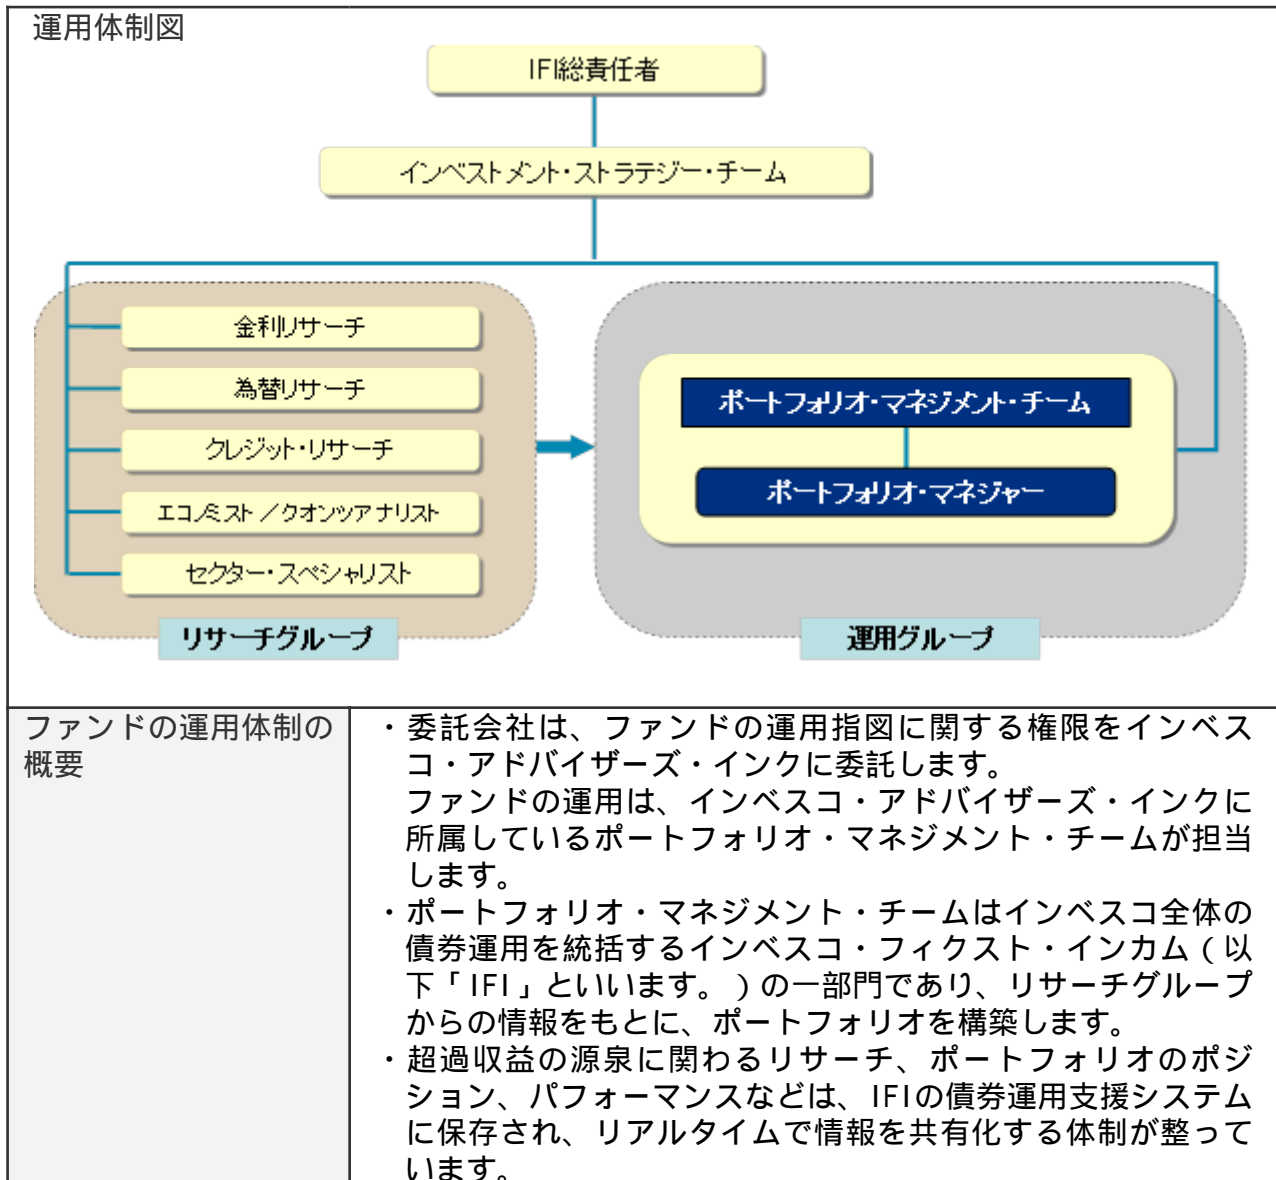 運用体制図
IFI総責任者
インベストメント・ストラテジー・チーム
金利リサーチ
為替リサーチ
クレジット・リサーチ
エコノミスト／クオンツアナリスト
セクター・スペシャリスト
リサーチグループ
ポートフォリオ・マネジメント・チーム
ポートフォリオ・マネジャー
運用グループ
ファンドの運用体制の
概要
・委託会社は、ファンドの運用指図に関する権限をインベス
コ・アドバイザーズ・インクに委託します。
ファンドの運用は、インベスコ・アドバイザーズ・インクに
所属しているポートフォリオ・マネジメント・チームが担当
します。
・ポートフォリオ・マネジメント・チームはインベスコ全体の
債券運用を統括するインベスコ・フィクスト・インカム（以
下「IFI」といいます。）の一部門であり、リサーチグループ
からの情報をもとに、ポートフォリオを構築します。
・超過収益の源泉に関わるリサーチ、ポートフォリオのポジ
ション、パフォーマンスなどは、IFIの債券運用支援システム
に保存され、リアルタイムで情報を共有化する体制が整って
います。